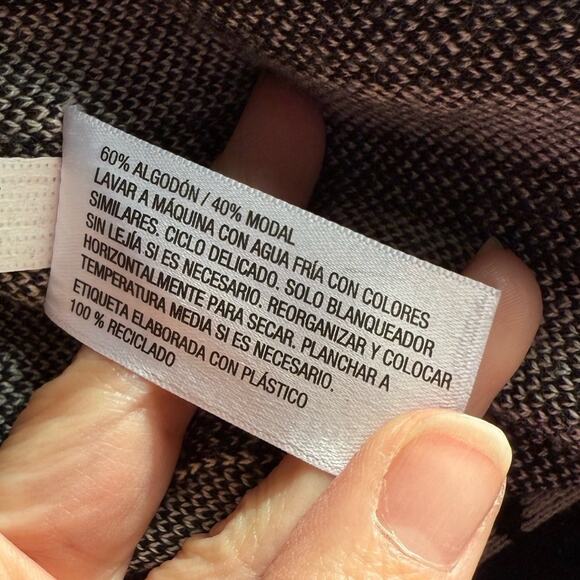 60% ALGODÓN / 40% MODAL
LAVAR A MÁQUINA CON AGUA FRÍA CON COLORES
SIMILARES. CICLO DELICADO. SOLO BLANQUEADOR
SIN LEJÍA SI ES NECESARIO. REORGANIZAR Y COLOCAR
HORIZONTALMENTE PARA SECAR. PLANCHAR A
TEMPERATURA MEDIA SI ES NECESARIO.
ETIQUETA ELABORADA CON PLÁSTICO
100 % RECICLADO